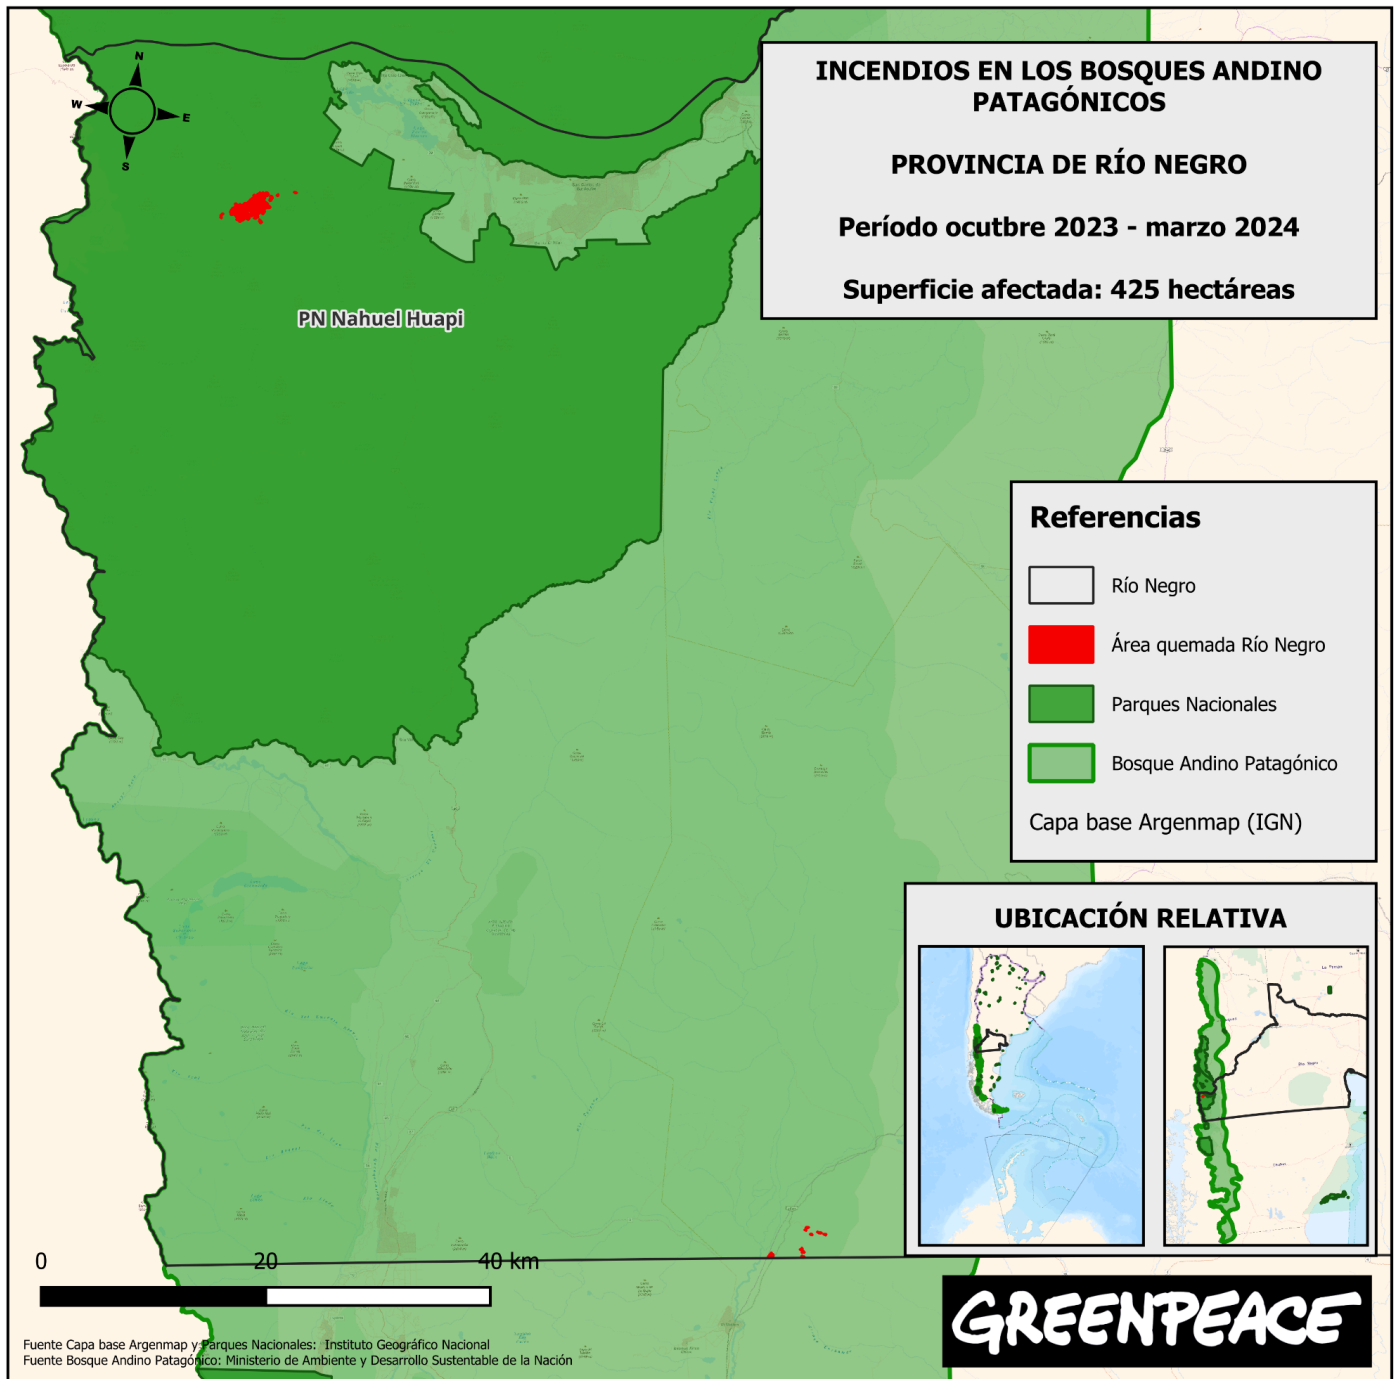 INCENDIOS EN LOS BOSQUES ANDINO
PATAGÓNICOS
PROVINCIA DE RÍO NEGRO
Período ocutbre 2023 - marzo 2024
Superficie afectada: 425 hectáreas
N
W
E
S
PN Nahuel Huapi
Referencias
Río Negro
Área quemada Río Negro
Parques Nacionales
Bosque Andino Patagónico
Capa base Argenmap (IGN)
UBICACIÓN RELATIVA
0 20 40 km
GREENPEACE
Fuente Capa base Argenmap y Parques Nacionales: Instituto Geográfico Nacional
Fuente Bosque Andino Patagónico: Ministerio de Ambiente y Desarrollo Sustentable de la Nación